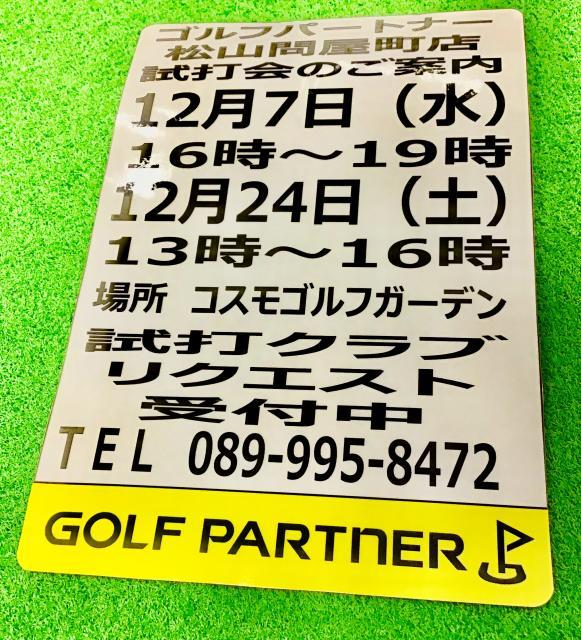 ゴルフパートナー
松山問屋町店
試打会のご案内
12月7日（水）
16時～19時
12月24日（土）
13時～16時
場所 コスモゴルフガーデン
試打クラブ
リクエスト
受付中
TEL 089-995-8472
GOLF PARTNER